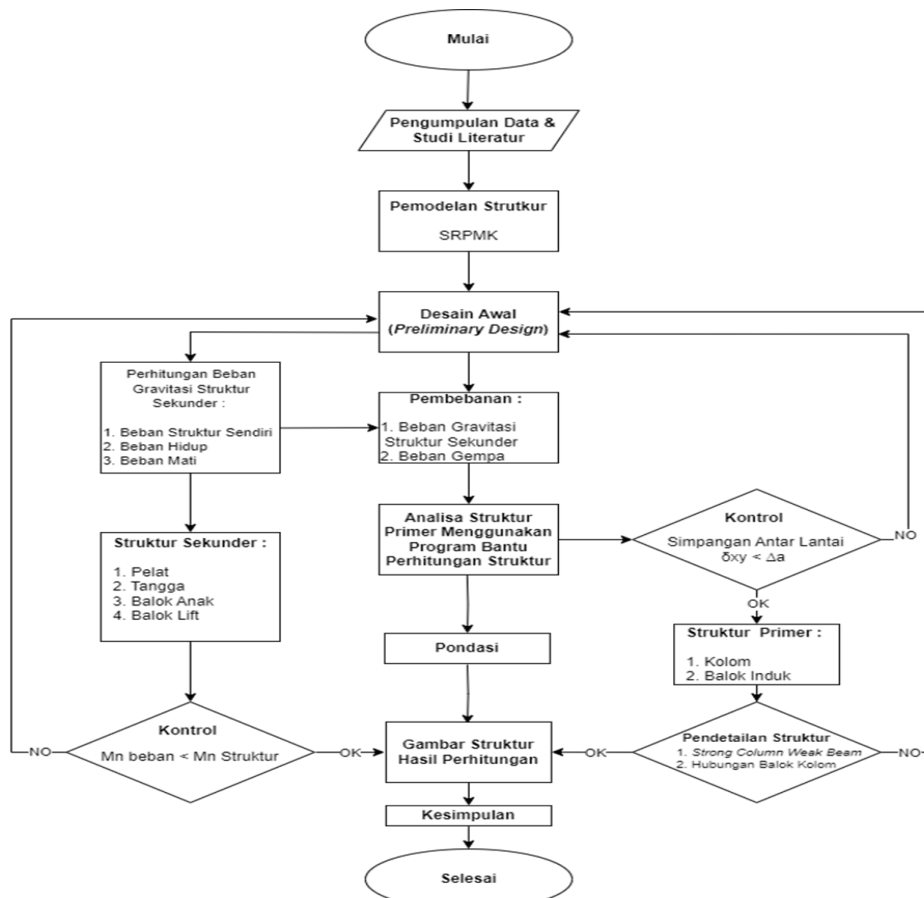 Mulai
Pengumpulan Data &
Studi Literatur
Pemodelan Strutkur
SRPMK
Desain Awal
(Preliminary Design)
Perhitungan Beban
Gravitasi Struktur
Sekunder :
1. Beban Struktur Sendiri
2. Beban Hidup
3. Beban Mati
Pembebanan :
1. Beban Gravitasi
Struktur Sekunder
2. Beban Gempa
Analisa Struktur
Primer Menggunakan
Program Bantu
Perhitungan Struktur
Kontrol
Simpangan Antar Lantai
δxy < Δa
NO
OK
Struktur Sekunder :
1. Pelat
2. Tangga
3. Balok Anak
4. Balok Lift
Pondasi
Struktur Primer :
1. Kolom
2. Balok Induk
Kontrol
Mn beban < Mn Struktur
NO
OK
Gambar Struktur
Hasil Perhitungan
OK
Pendetailan Struktur
1. Strong Column Weak Beam
2. Hubungan Balok Kolom
NO
Kesimpulan
Selesai